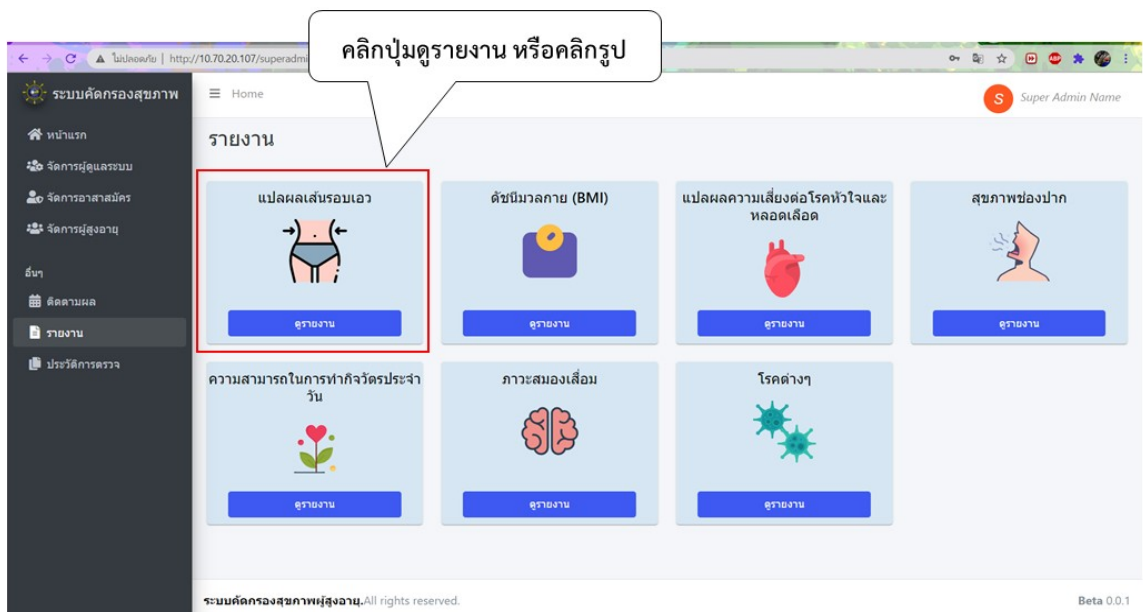 คลิกปุ่มดูรายงาน หรือคลิกรูป
ไม่ปลอดภัย | http://10.70.20.107/superadmi
ระบบคัดกรองสุขภาพ
Home
S
Super Admin Name
หน้าแรก
จัดการผู้ดูแลระบบ
จัดการอาสาสมัคร
จัดการผู้สูงอายุ
อื่นๆ
ติดตามผล
รายงาน
ประวัติการตรวจ
รายงาน
แปลผลเส้นรอบเอว
ดูรายงาน
ดัชนีมวลกาย (BMI)
ดูรายงาน
แปลผลความเสี่ยงต่อโรคหัวใจและ
หลอดเลือด
ดูรายงาน
สุขภาพช่องปาก
ดูรายงาน
ความสามารถในการทำกิจวัตรประจำ
วัน
ดูรายงาน
ภาวะสมองเสื่อม
ดูรายงาน
โรคต่างๆ
ดูรายงาน
ระบบคัดกรองสุขภาพผู้สูงอายุ.All rights reserved.
Beta 0.0.1